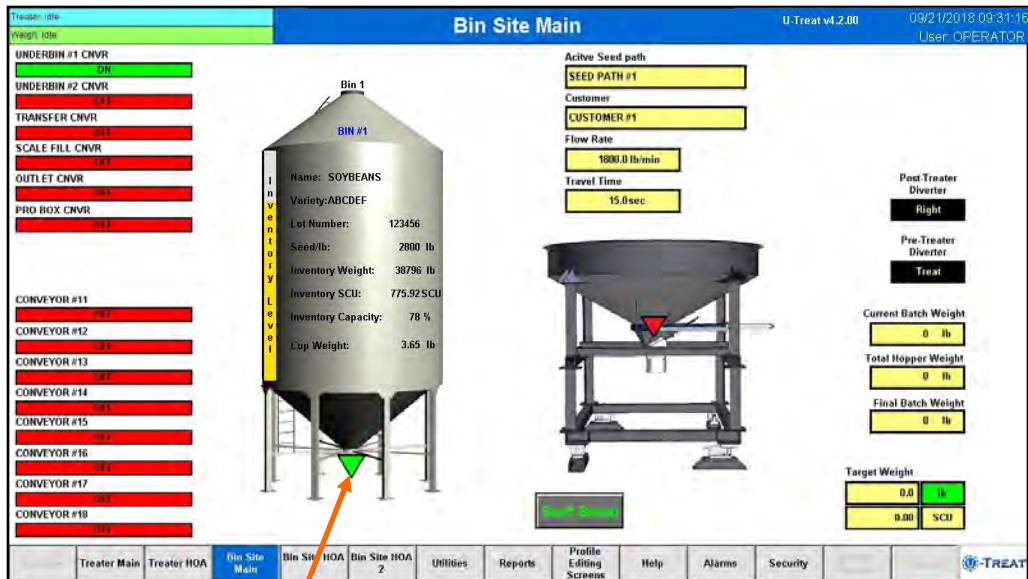 Treater: Idle
Weigh: Idle
Bin Site Main
U-Treat v4.2.00
09/21/2018 09:31:16
User: OPERATOR
UNDERBIN #1 CNVR
ON
UNDERBIN #2 CNVR
OFF
TRANSFER CNVR
OFF
SCALE FILL CNVR
OFF
OUTLET CNVR
OFF
PRO BOX CNVR
OFF
CONVEYOR #11
OFF
CONVEYOR #12
OFF
CONVEYOR #13
OFF
CONVEYOR #14
OFF
CONVEYOR #15
OFF
CONVEYOR #16
OFF
CONVEYOR #17
OFF
CONVEYOR #18
OFF
Bin 1
BIN #1
Inventory Level
Name: SOYBEANS
Variety:ABCDEF
Lot Number: 123456
Seed/lb: 2800 lb
Inventory Weight: 38796 lb
Inventory SCU: 775.92 SCU
Inventory Capacity: 78 %
Cup Weight: 3.65 lb
Acitve Seed path
SEED PATH #1
Customer
CUSTOMER #1
Flow Rate
1800.0 lb/min
Travel Time
15.0sec
Post-Treater
Diverter
Right
Pre-Treater
Diverter
Treat
Current Batch Weight
0 lb
Total Hopper Weight
0 lb
Final Batch Weight
0 lb
Target Weight
0.0 lb
0.00 SCU
Treater Main
Treater HOA
Bin Site
Main
Bin Site HOA
Bin Site HOA
2
Utilities
Reports
Profile
Editing
Screens
Help
Alarms
Security
U-TREAT